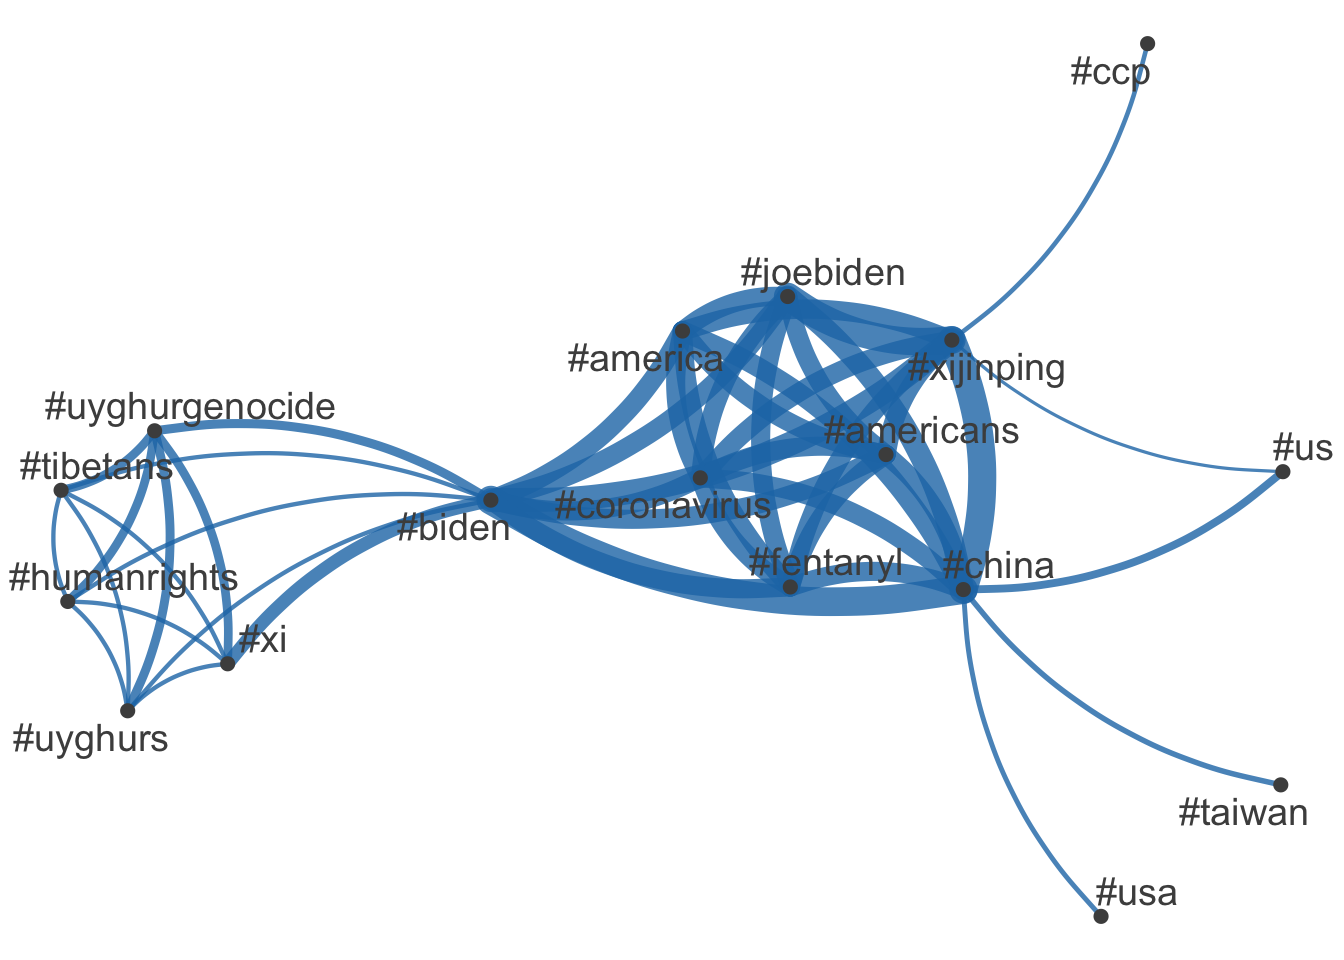 #ccp
#joebiden
#america
#xijinping
#uyghurgenocide
#americans
#us
#tibetans
#coronavirus
#biden
#fentanyl
#china
#humanrights
#xi
#uyghurs
#taiwan
#usa